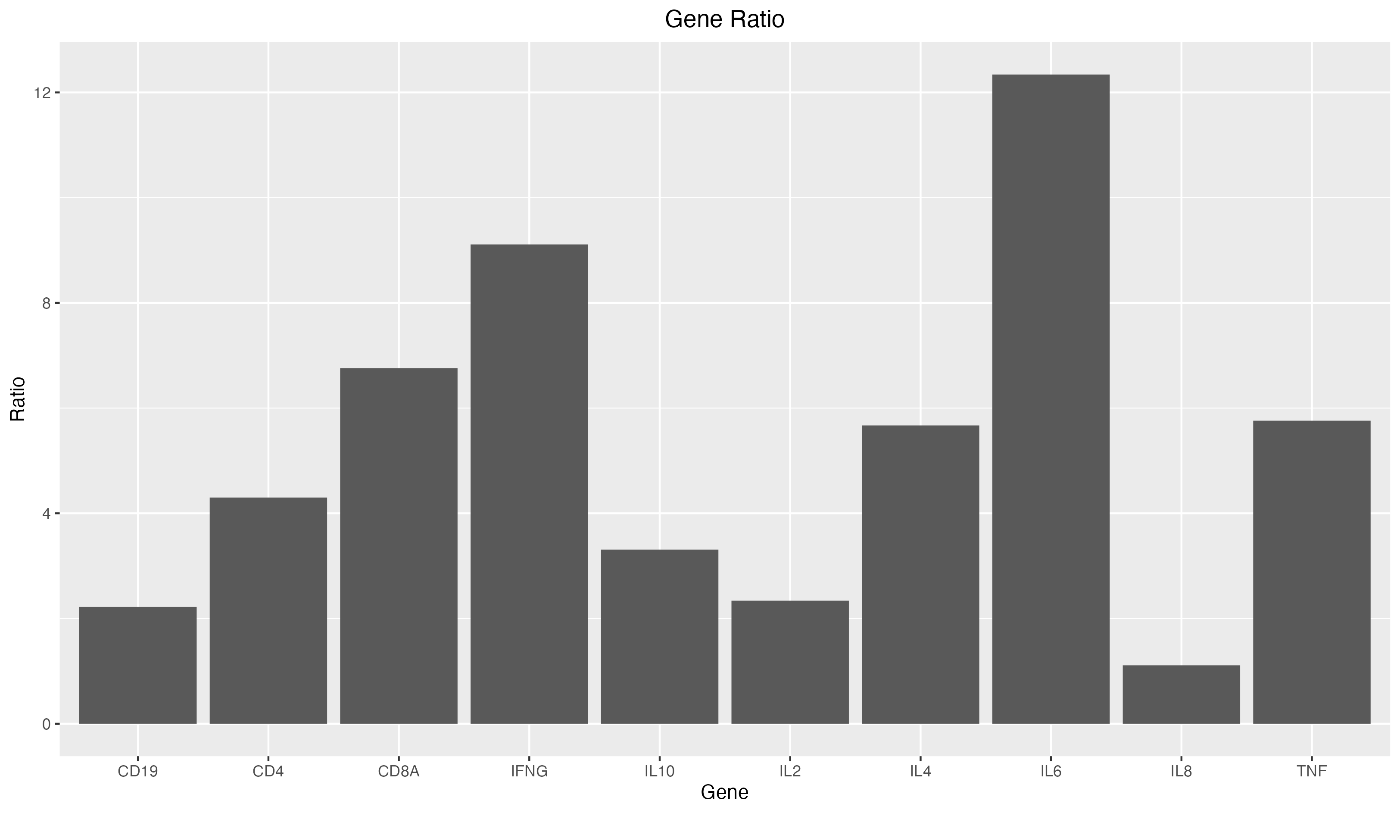 Gene Ratio
12
8
4
0
Ratio
CD19 CD4 CD8A IFNG IL10 IL2 IL4 IL6 IL8 TNF
Gene